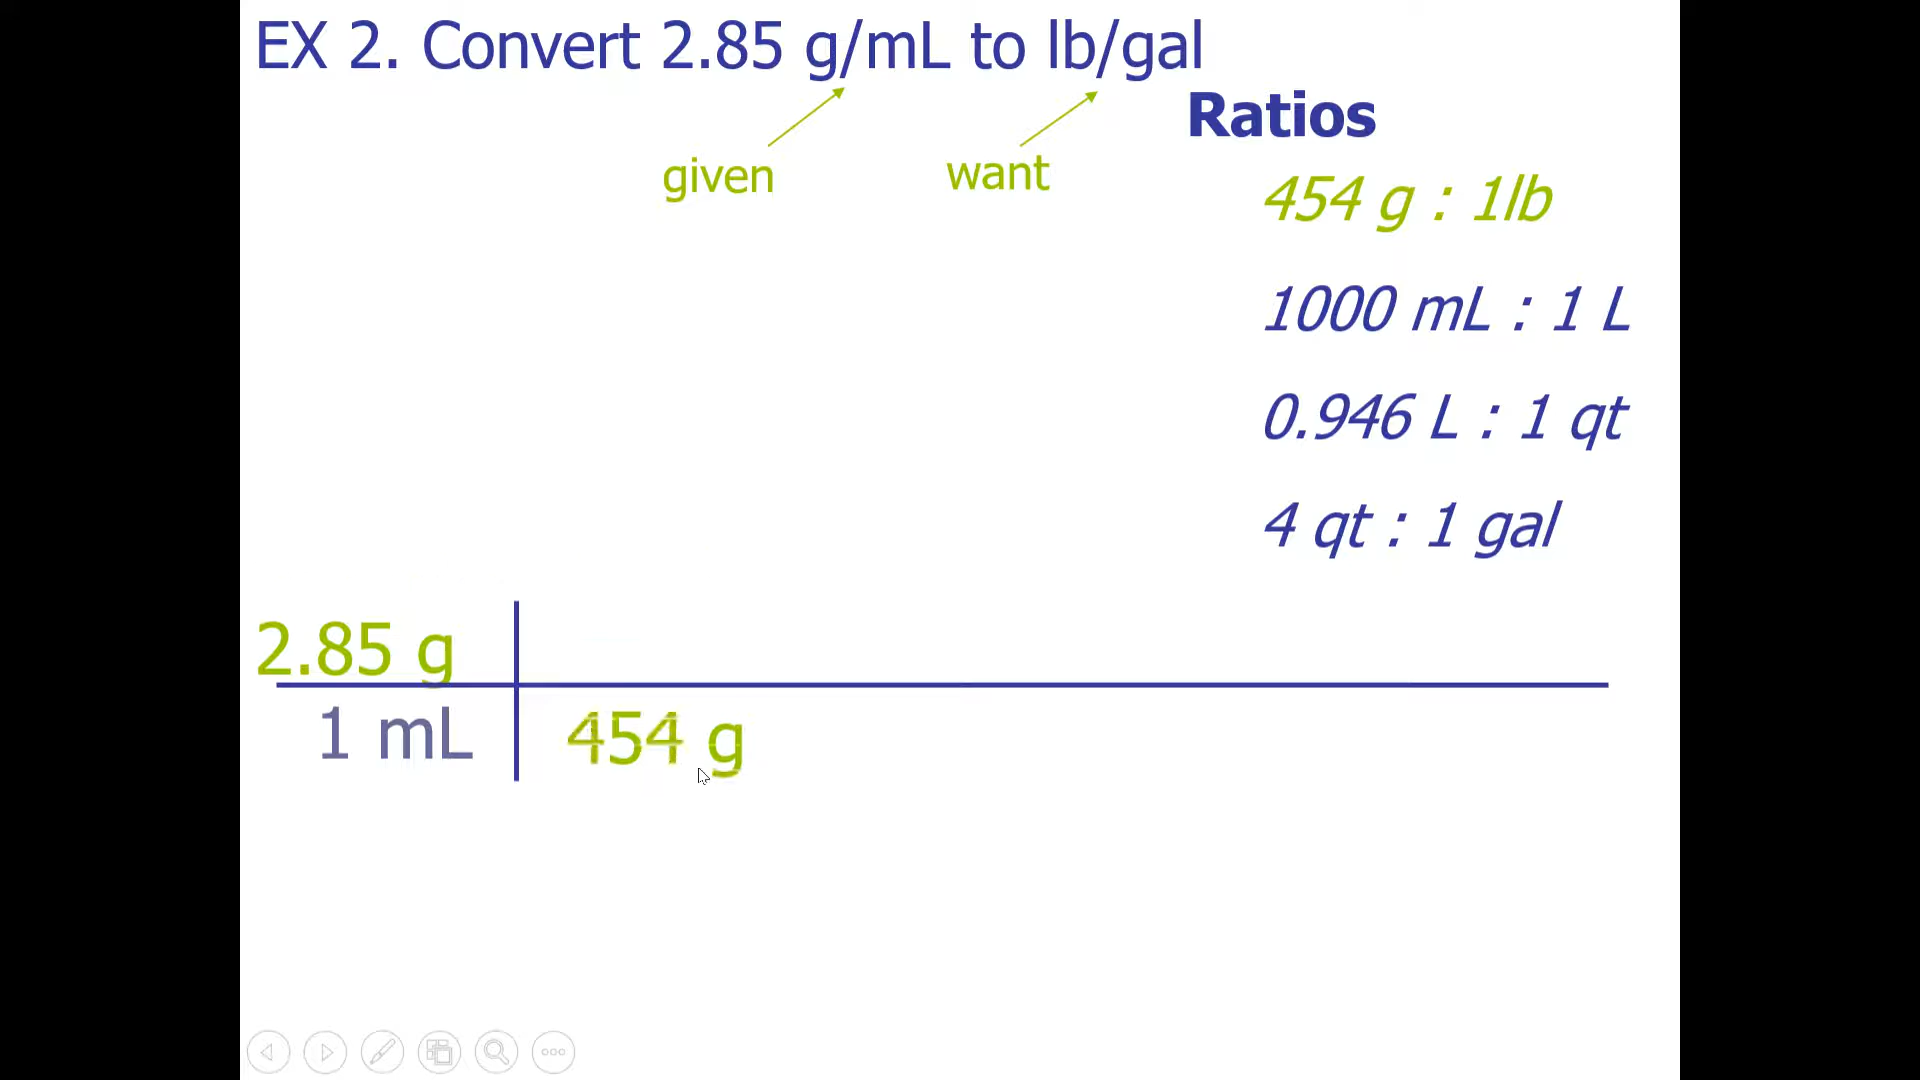 EX 2. Convert 2.85 g/mL to lb/gal
given
want
Ratios
454 g : 1lb
1000 mL : 1 L
0.946 L : 1 qt
4 qt : 1 gal
2.85 g
1 mL
454 g